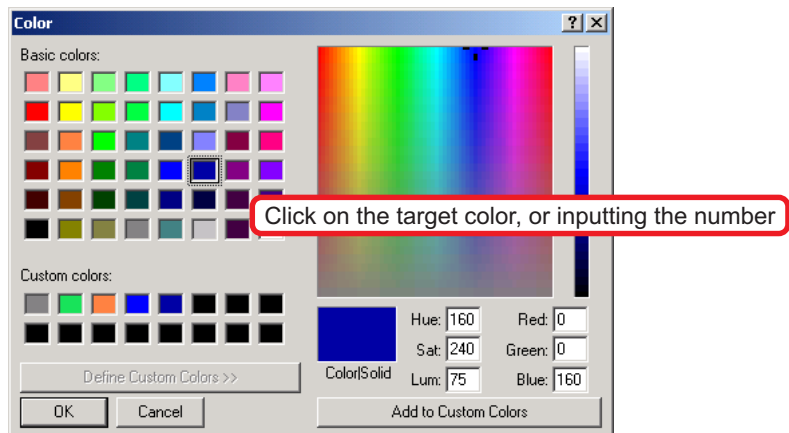 Color
Basic colors:
Click on the target color, or inputting the number
Custom colors:
Define Custom Colors >>
OK Cancel
Color|Solid
Hue: 160 Red: 0
Sat: 240 Green: 0
Lum: 75 Blue: 160
Add to Custom Colors